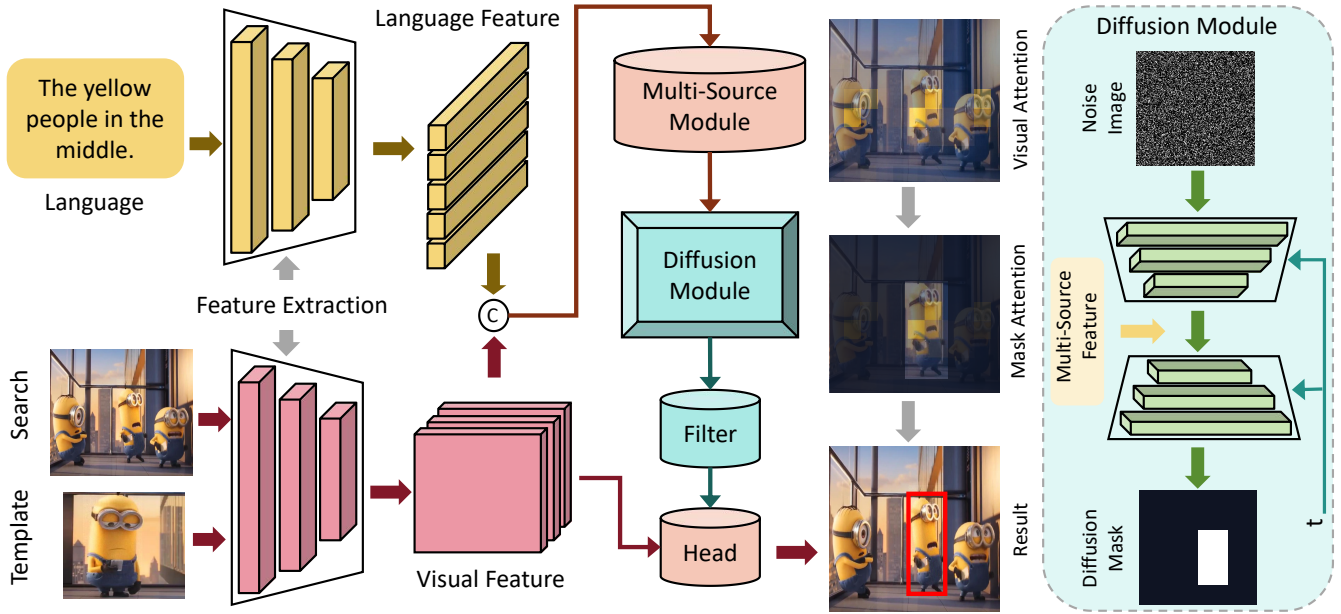 The yellow
people in the
middle.
Language
Language Feature
Feature Extraction
Search
Template
Visual Feature
C
Multi-Source
Module
Diffusion
Module
Filter
Head
Visual Attention
Mask Attention
Result
Diffusion Module
Noise
Image
Multi-Source
Feature
Diffusion
Mask
t